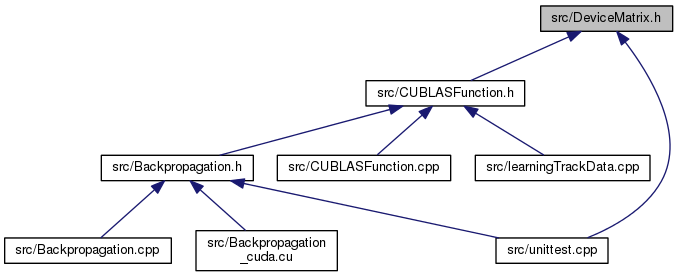 src/DeviceMatrix.h
src/CUBLASFunction.h
src/Backpropagation.h
src/CUBLASFunction.cpp
src/learningTrackData.cpp
src/Backpropagation.cpp
src/Backpropagation
_cuda.cu
src/unittest.cpp